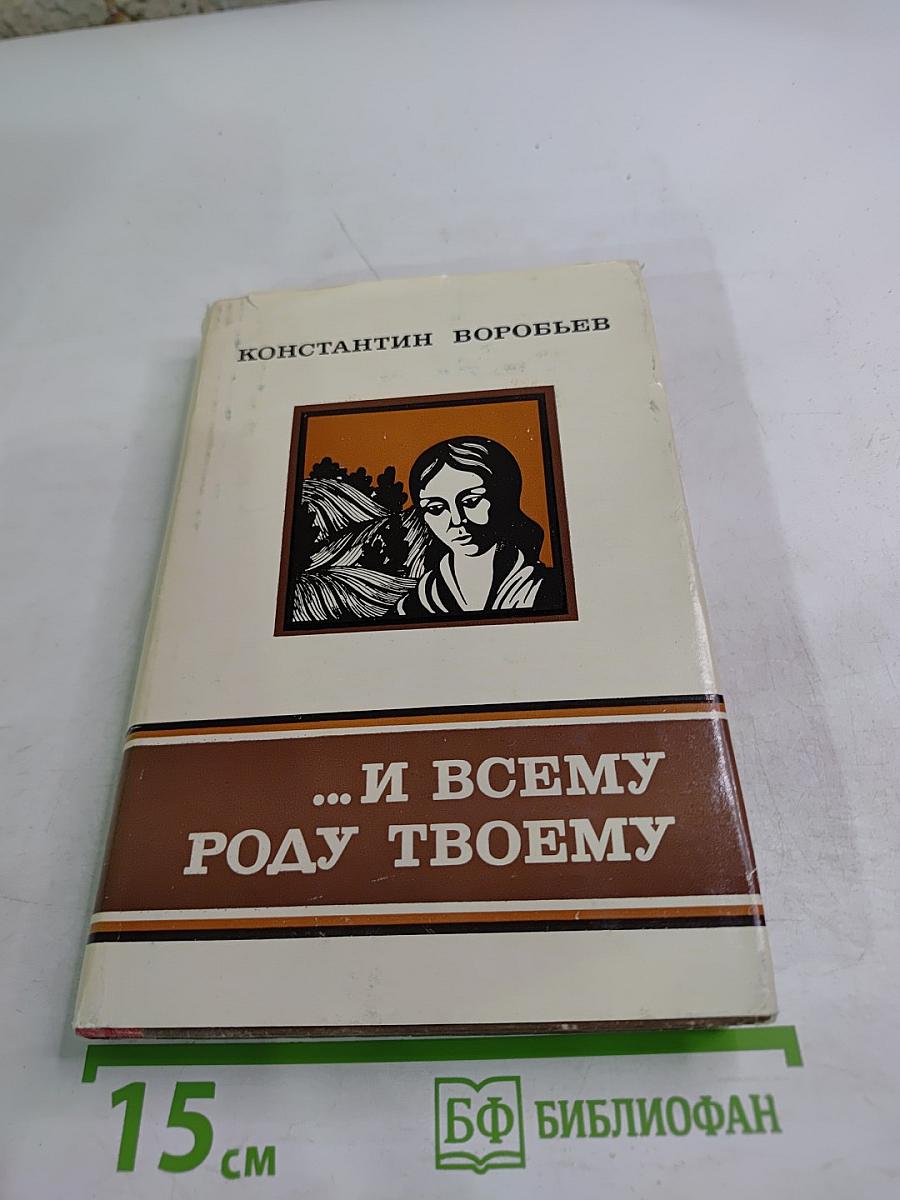 КОНСТАНТИН ВОРОБЬЕВ
...И ВСЕМУ
РОДУ ТВОЕМУ
15 см
БФ БИБЛИОФАН